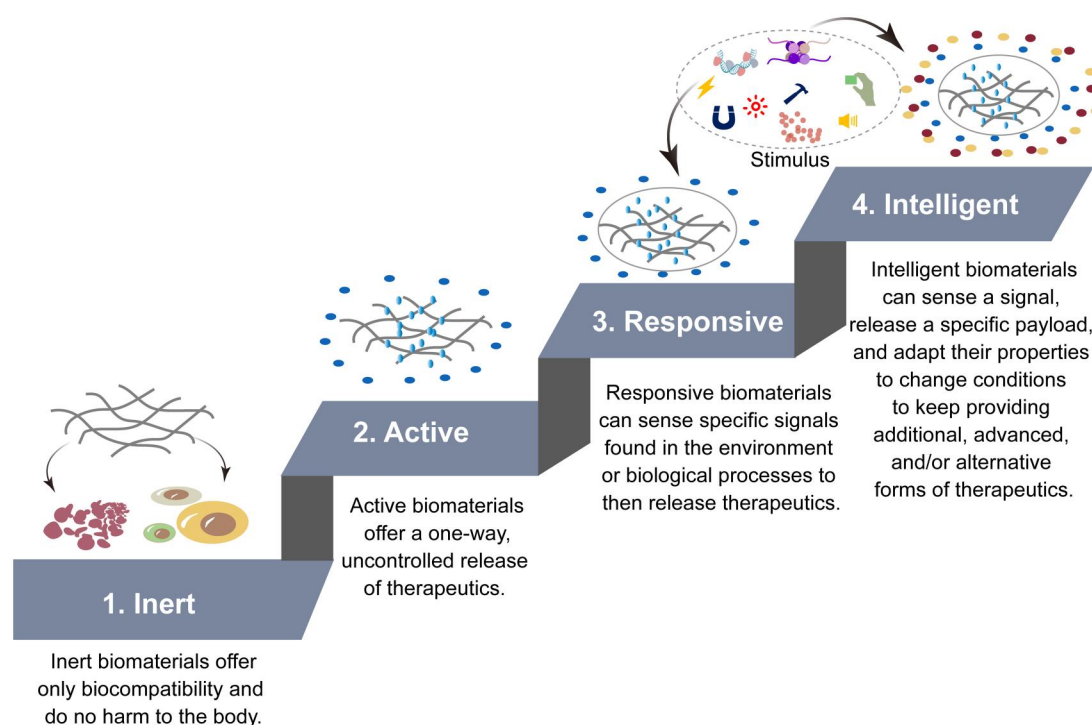 1. Inert
Inert biomaterials offer
only biocompatibility and
do no harm to the body.
2. Active
Active biomaterials
offer a one-way,
uncontrolled release
of therapeutics.
3. Responsive
Responsive biomaterials
can sense specific signals
found in the environment
or biological processes to
then release therapeutics.
Stimulus
4. Intelligent
Intelligent biomaterials
can sense a signal,
release a specific payload,
and adapt their properties
to change conditions
to keep providing
additional, advanced,
and/or alternative
forms of therapeutics.